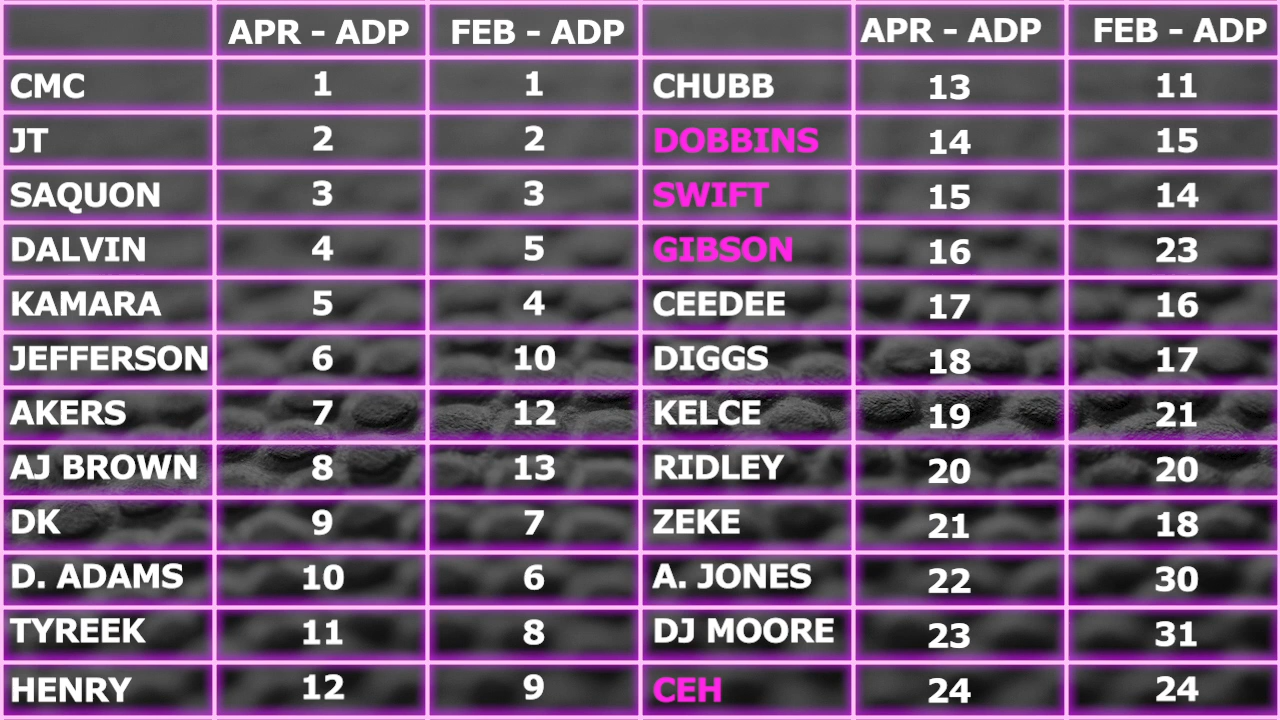 APR - ADP FEB - ADP APR - ADP FEB - ADP
CMC 1 1 CHUBB 13 11
JT 2 2 DOBBINS 14 15
SAQUON 3 3 SWIFT 15 14
DALVIN 4 5 GIBSON 16 23
KAMARA 5 4 CEEDEE 17 16
JEFFERSON 6 10 DIGGS 18 17
AKERS 7 12 KELCE 19 21
AJ BROWN 8 13 RIDLEY 20 20
DK 9 7 ZEKE 21 18
D. ADAMS 10 6 A. JONES 22 30
TYREEK 11 8 DJ MOORE 23 31
HENRY 12 9 CEH 24 24